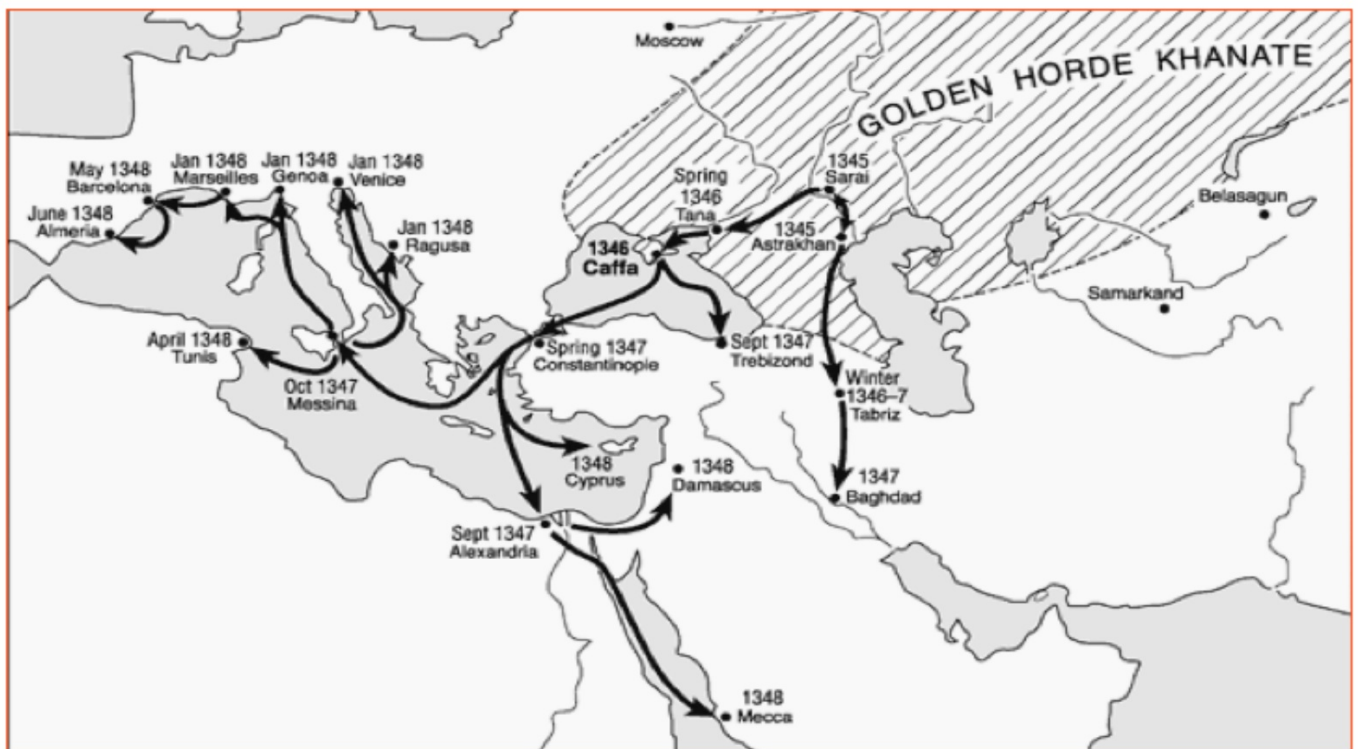 Moscow
GOLDEN HORDE KHANATE
May 1348
Barcelona
Jan 1348
Marseilles
Jan 1348
Genoa
Jan 1348
Venice
June 1348
Almeria
Jan 1348
Ragusa
Spring
1346
Tana
1345
Sarai
1345
Astrakhan
Belasagun
1346
Caffa
Samarkand
April 1348
Tunis
Oct 1347
Messina
Spring 1347
Constantinople
Sept 1347
Trebizond
Winter
1346–7
Tabriz
1348
Cyprus
1348
Damascus
1347
Baghdad
Sept 1347
Alexandria
1348
Mecca